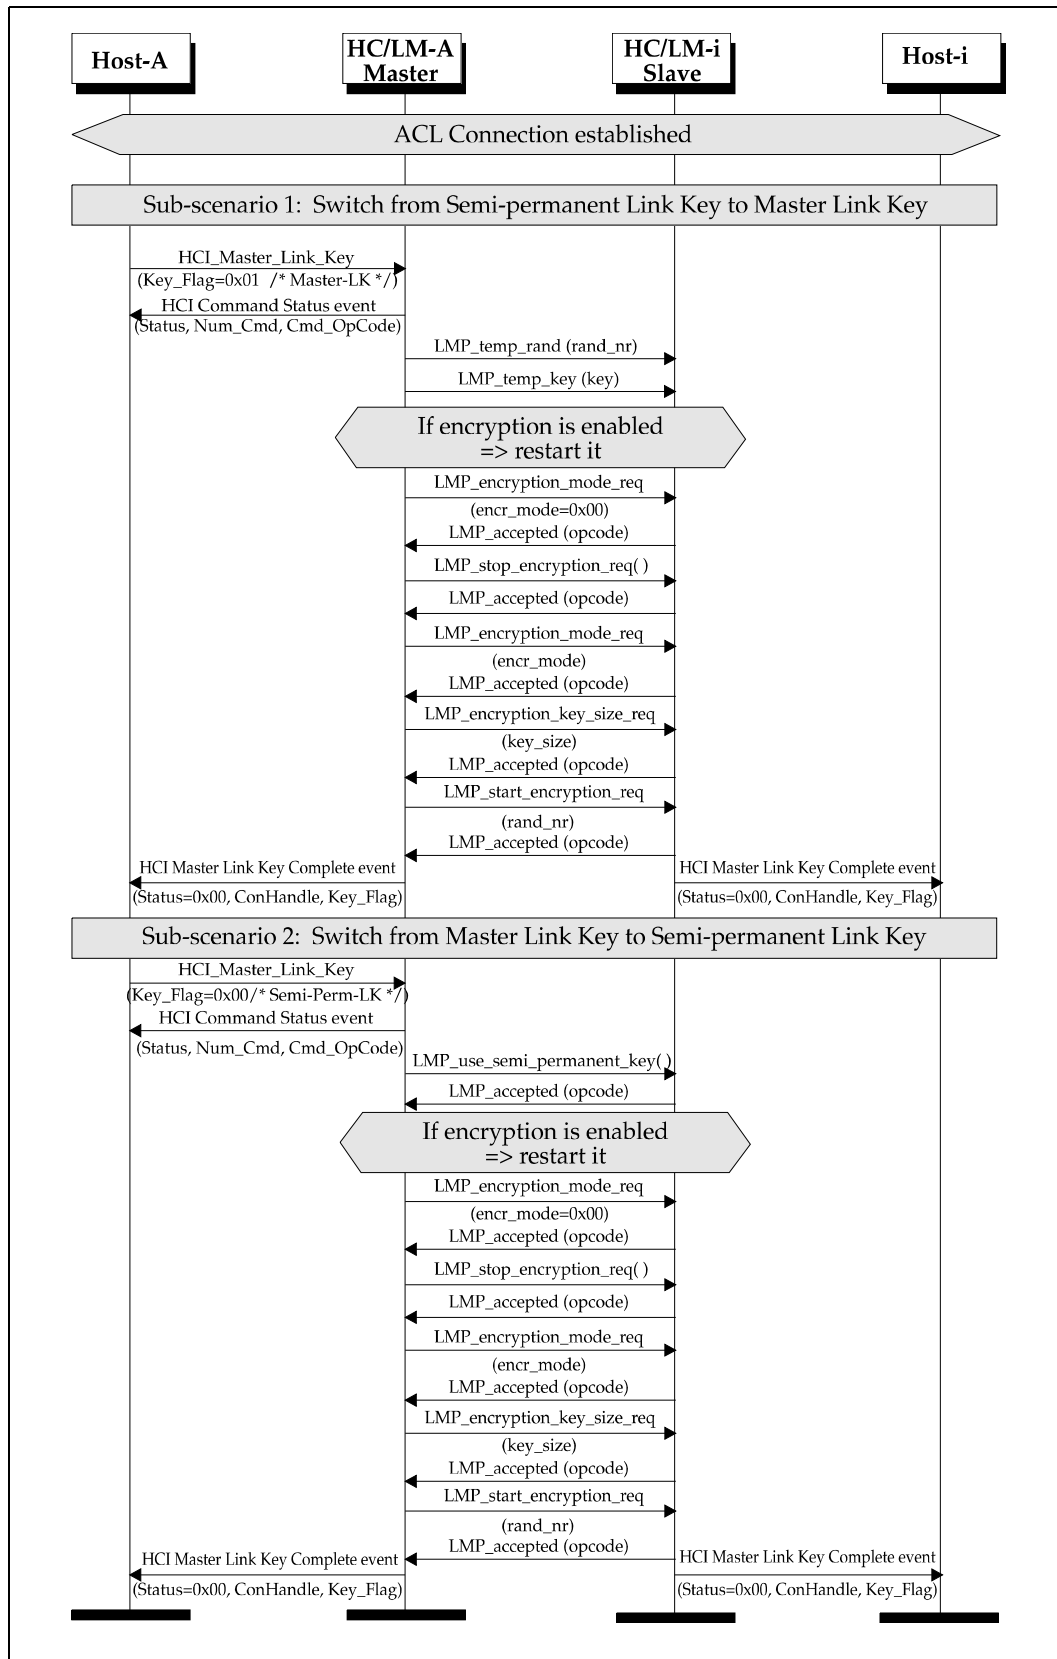 Host-A
HC/LM-A
Master
HC/LM-i
Slave
Host-i
ACL Connection established
Sub-scenario 1:  Switch from Semi-permanent Link Key to Master Link Key
HCI_Master_Link_Key
(Key_Flag=0x01  /* Master-LK */)
HCI Command Status event
(Status, Num_Cmd, Cmd_OpCode)
LMP_temp_rand (rand_nr)
LMP_temp_key (key)
If encryption is enabled
=> restart it
LMP_encryption_mode_req
(encr_mode=0x00)
LMP_accepted (opcode)
LMP_stop_encryption_req( )
LMP_accepted (opcode)
LMP_encryption_mode_req
(encr_mode)
LMP_accepted (opcode)
LMP_encryption_key_size_req
(key_size)
LMP_accepted (opcode)
LMP_start_encryption_req
(rand_nr)
LMP_accepted (opcode)
HCI Master Link Key Complete event
(Status=0x00, ConHandle, Key_Flag)
HCI Master Link Key Complete event
(Status=0x00, ConHandle, Key_Flag)
Sub-scenario 2:  Switch from Master Link Key to Semi-permanent Link Key
HCI_Master_Link_Key
(Key_Flag=0x00/* Semi-Perm-LK */)
HCI Command Status event
(Status, Num_Cmd, Cmd_OpCode)
LMP_use_semi_permanent_key( )
LMP_accepted (opcode)
If encryption is enabled
=> restart it
LMP_encryption_mode_req
(encr_mode=0x00)
LMP_accepted (opcode)
LMP_stop_encryption_req( )
LMP_accepted (opcode)
LMP_encryption_mode_req
(encr_mode)
LMP_accepted (opcode)
LMP_encryption_key_size_req
(key_size)
LMP_accepted (opcode)
LMP_start_encryption_req
(rand_nr)
LMP_accepted (opcode)
HCI Master Link Key Complete event
(Status=0x00, ConHandle, Key_Flag)
HCI Master Link Key Complete event
(Status=0x00, ConHandle, Key_Flag)